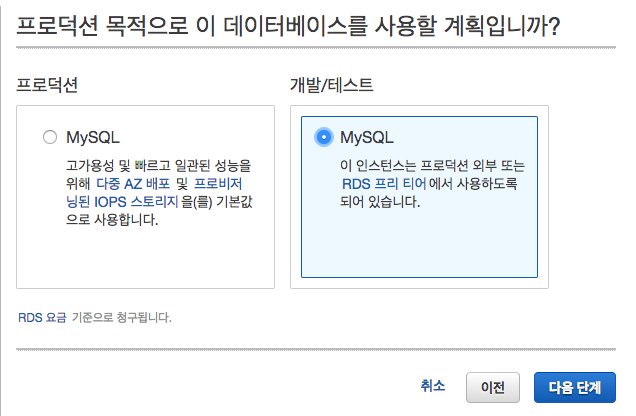 프로덕션 목적으로 이 데이터베이스를 사용할 계획입니까?
프로덕션
MySQL
고가용성 및 빠르고 일관된 성능을
위해 다중 AZ 배포 및 프로비저
닝된 IOPS 스토리지을(를) 기본값
으로 사용합니다.
개발/테스트
MySQL
이 인스턴스는 프로덕션 외부 또는
RDS 프리 티어에서 사용하도록
되어 있습니다.
RDS 요금 기준으로 청구됩니다.
취소
이전
다음 단계